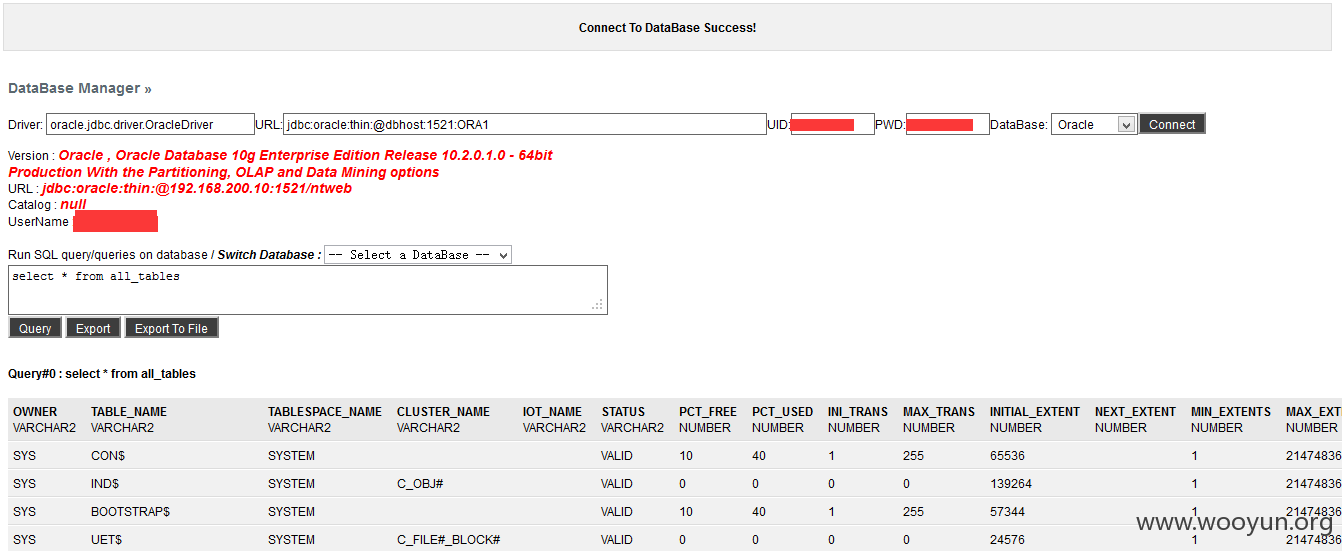 Connect To DataBase Success!
DataBase Manager »
Driver: oracle.jdbc.driver.OracleDriver URL: jdbc:oracle:thin:@dbhost:1521:ORA1 UID: PWD: DataBase: Oracle Connect
Version : Oracle , Oracle Database 10g Enterprise Edition Release 10.2.0.1.0 - 64bit
Production With the Partitioning, OLAP and Data Mining options
URL : jdbc:oracle:thin:@192.168.200.10:1521/ntweb
Catalog : null
UserName
Run SQL query/queries on database / Switch Database : -- Select a DataBase --
select * from all_tables
Query Export Export To File
Query#0 : select * from all_tables
OWNER TABLE_NAME TABLESPACE_NAME CLUSTER_NAME IOT_NAME STATUS PCT_FREE PCT_USED INI_TRANS MAX_TRANS INITIAL_EXTENT NEXT_EXTENT MIN_EXTENTS MAX_EXT
VARCHAR2 VARCHAR2 VARCHAR2 VARCHAR2 VARCHAR2 VARCHAR2 NUMBER NUMBER NUMBER NUMBER NUMBER NUMBER NUMBER NUMBER
SYS CON$ SYSTEM VALID 10 40 1 255 65536 1 21474836
SYS IND$ SYSTEM C_OBJ# VALID 0 0 0 0 139264 1 21474836
SYS BOOTSTRAP$ SYSTEM VALID 10 40 1 255 57344 1 21474836
SYS UET$ SYSTEM C_FILE#_BLOCK# VALID 0 0 0 0 24576 1 21474836
www.wooyun.org